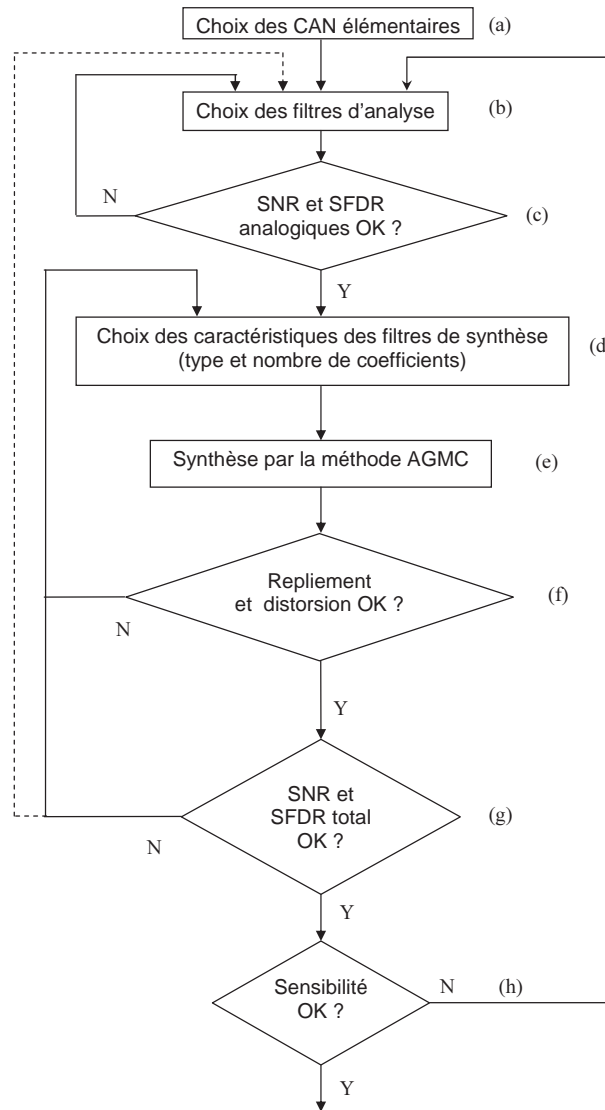 Choix des CAN élémentaires
(a)
Choix des filtres d'analyse
(b)
N
SNR et SFDR
analogiques OK ?
(c)
Y
Choix des caractéristiques des filtres de synthèse
(type et nombre de coefficients)
(d
Synthèse par la méthode AGMC
(e)
Repliement
et distorsion OK ?
(f)
N
Y
SNR et
SFDR total
OK ?
(g)
N
Y
Sensibilité
OK ?
N
(h)
Y